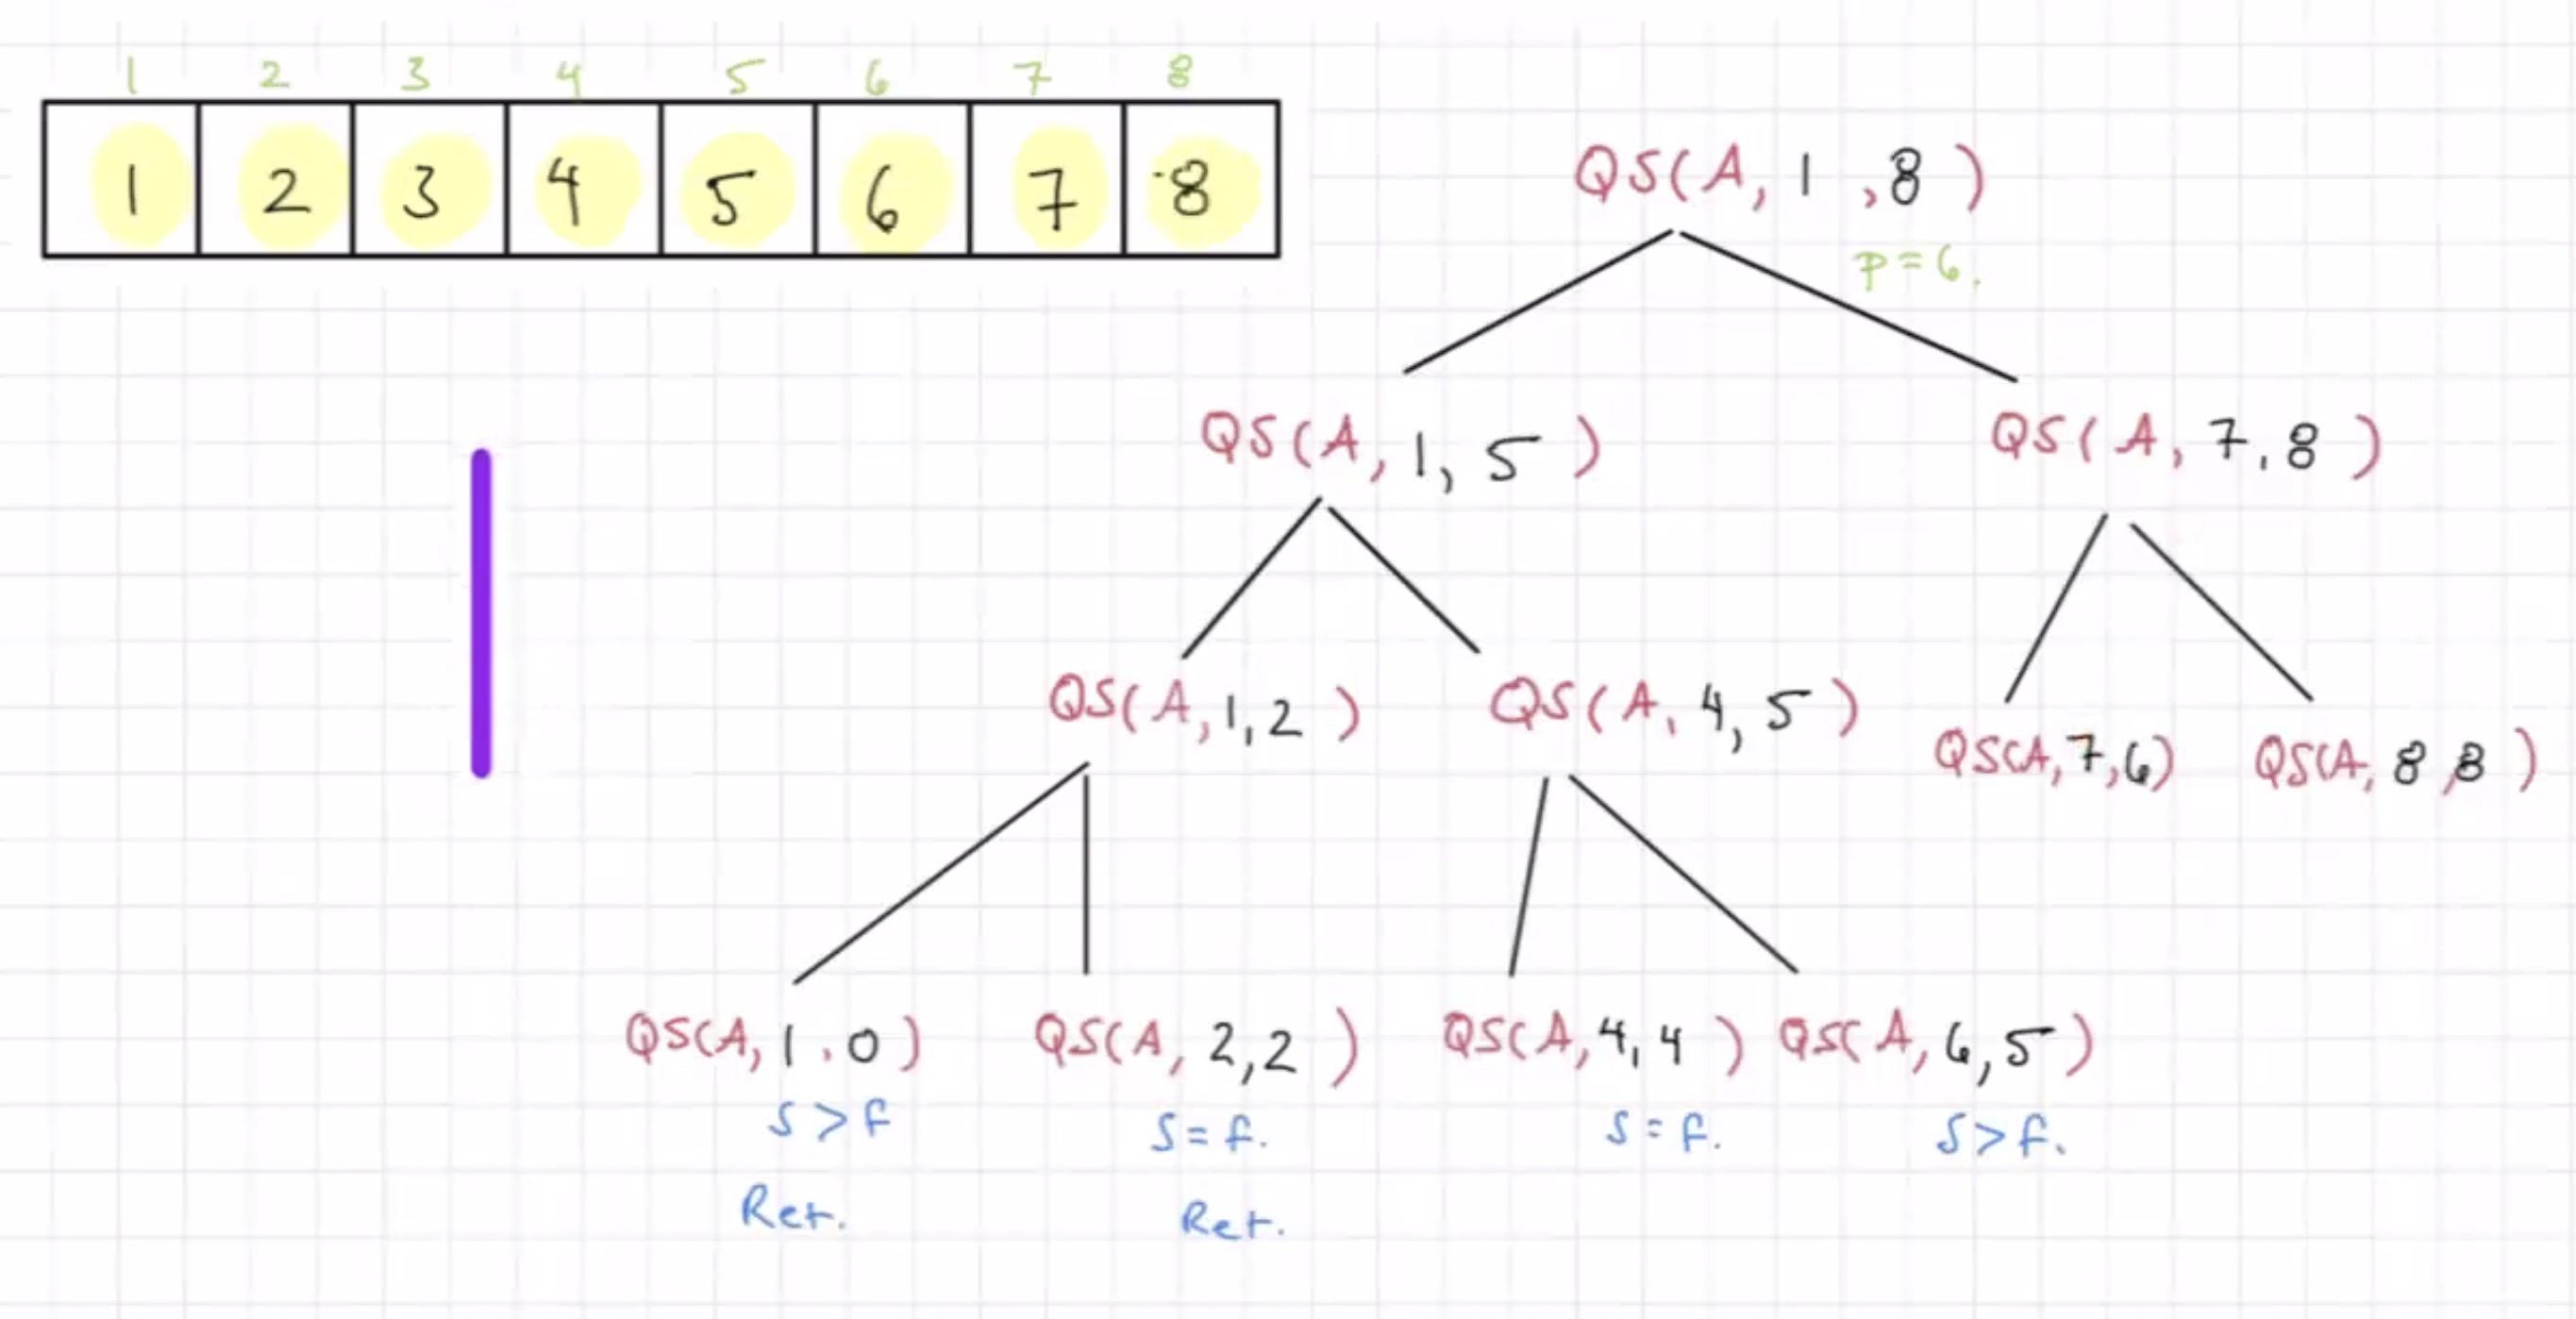 1 2 3 4 5 6 7 8
1 2 3 4 5 6 7 8
QS(A, 1 ,8 )
p=6.
QS(A, 1, 5 )
QS( A, 7,8 )
QS(A,1,2 )
QS(A, 4,5 )
QS(A,7,6)
QS(A, 8,8 )
QS(A, 1,0 )
QS(A, 2,2 )
QS(A,4,4 )
QS(A, 6,5 )
S>f
S=f.
S=f.
S>f.
Ret.
Ret.